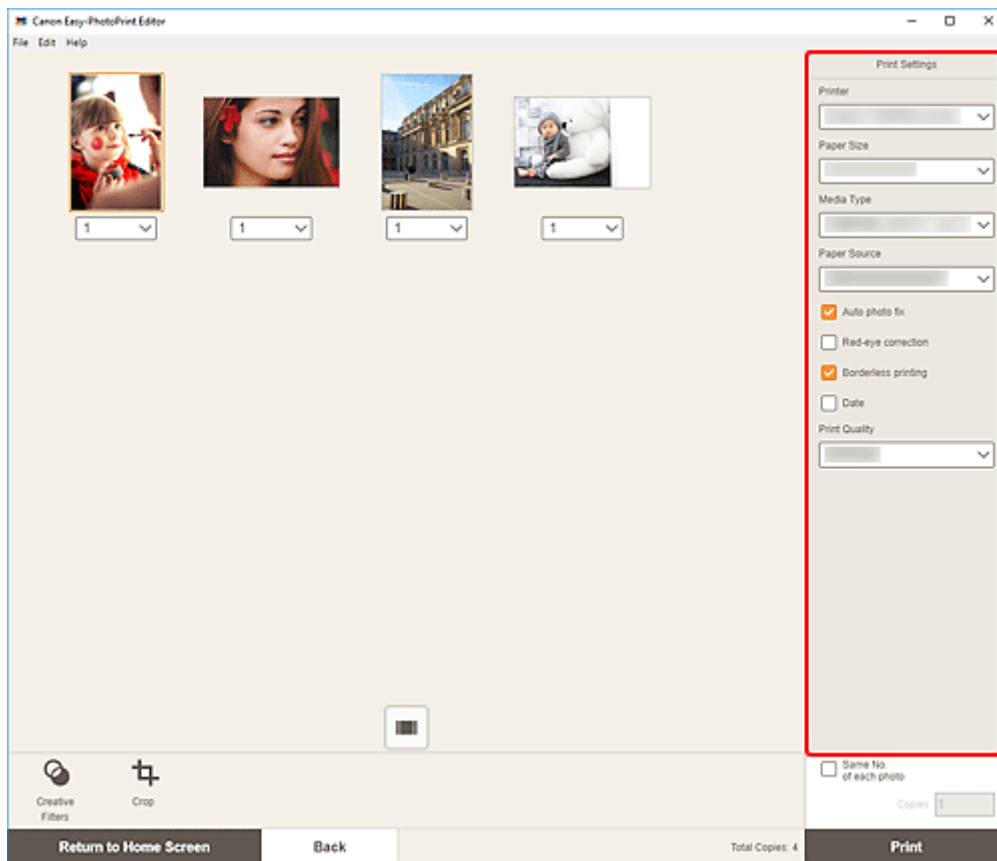 Canon Easy-PhotoPrint Editor
File Edit Help
Print Settings
Printer
Paper Size
Media Type
Paper Source
Auto photo fix
Red-eye correction
Borderless printing
Date
Print Quality
1 1 1 1
Creative
Filters
Crop
Same No.
of each photo
Copies 1
Return to Home Screen
Back
Total Copies: 4
Print